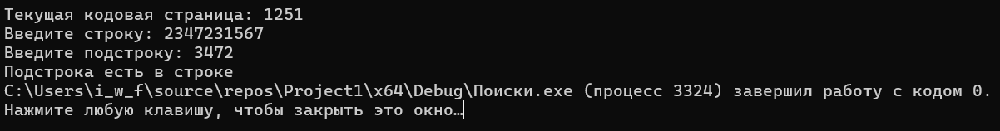 Текущая кодовая страница: 1251
Введите строку: 2347231567
Введите подстроку: 3472
Подстрока есть в строке
C:\Users\i_w_f\source\repos\Project1\x64\Debug\Поиски.exe (процесс 3324) завершил работу с кодом 0.
Нажмите любую клавишу, чтобы закрыть это окно…